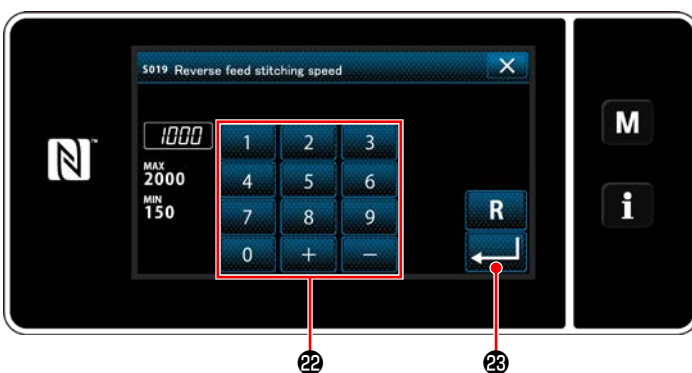 S019 Reverse feed stitching speed
1000
1 2 3
MAX
2000
4 5 6
MIN
150
7 8 9
R
0 + −
M
i
N
™
㉒
㉓